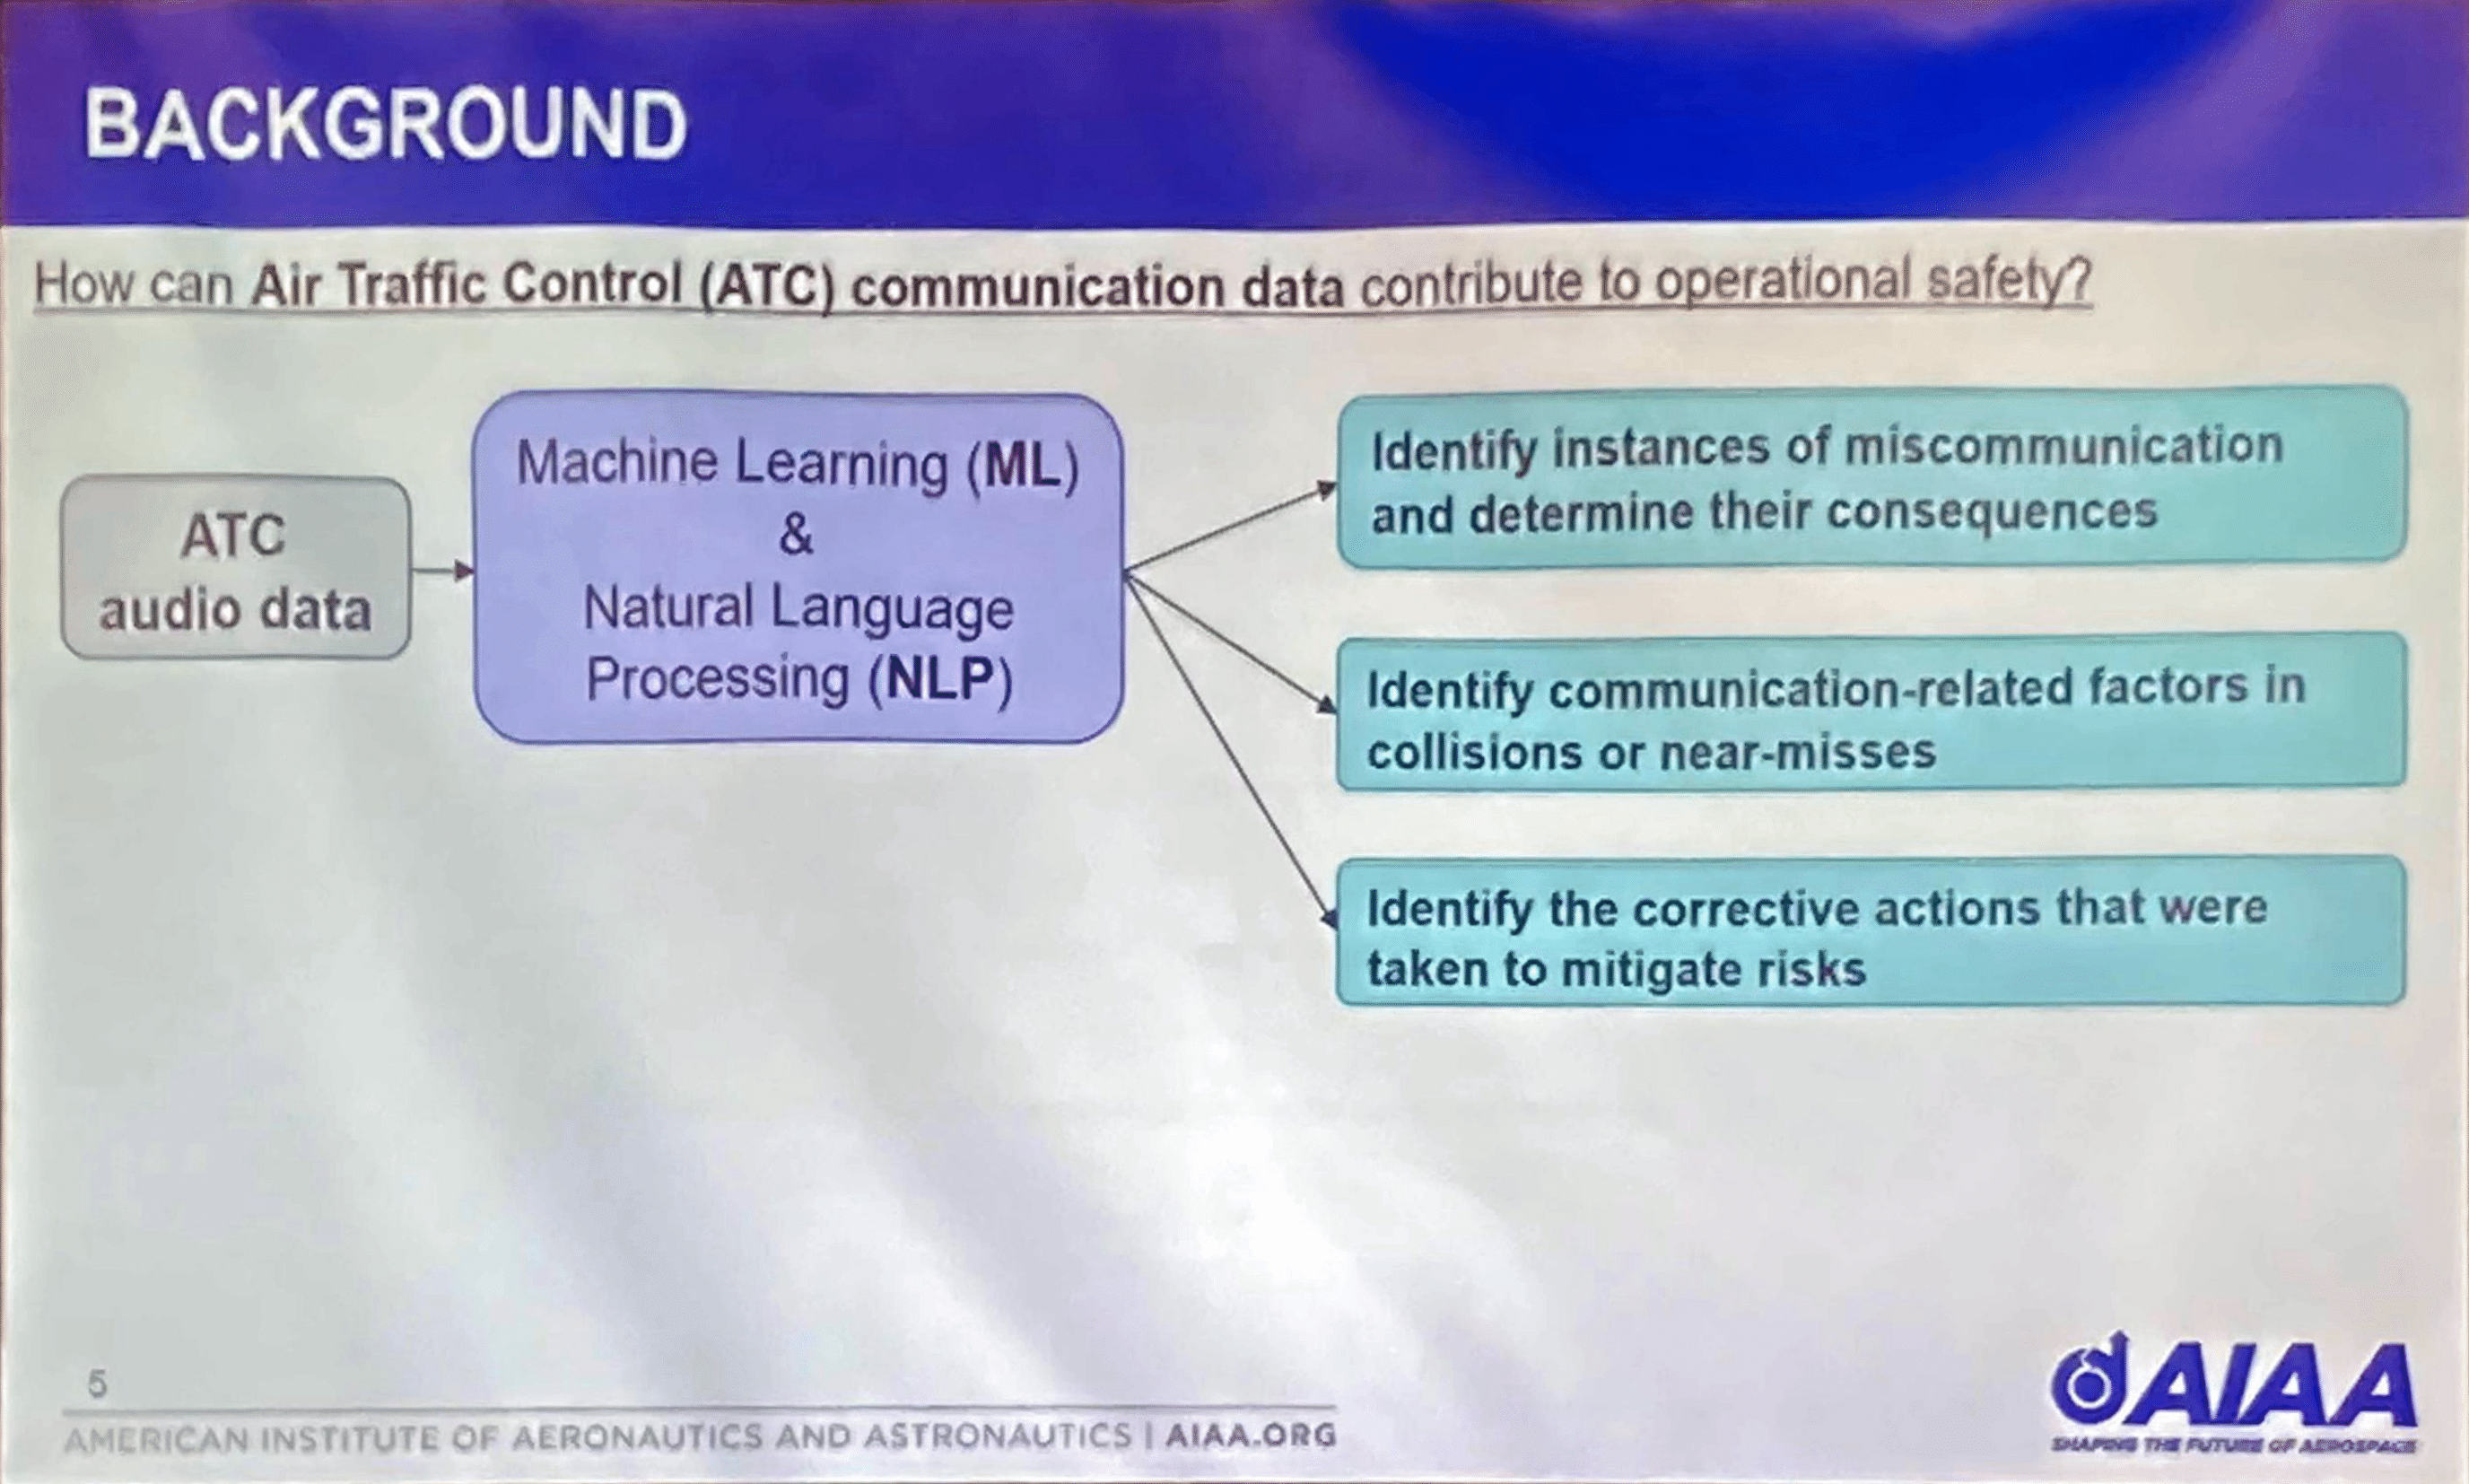 BACKGROUND
How can Air Traffic Control (ATC) communication data contribute to operational safety?
ATC
audio data
Machine Learning (ML)
&
Natural Language
Processing (NLP)
Identify instances of miscommunication
and determine their consequences
Identify communication-related factors in
collisions or near-misses
Identify the corrective actions that were
taken to mitigate risks
5
AMERICAN INSTITUTE OF AERONAUTICS AND ASTRONAUTICS | AIAA.ORG
AIAA
SHAPING THE FUTURE OF AEROSPACE